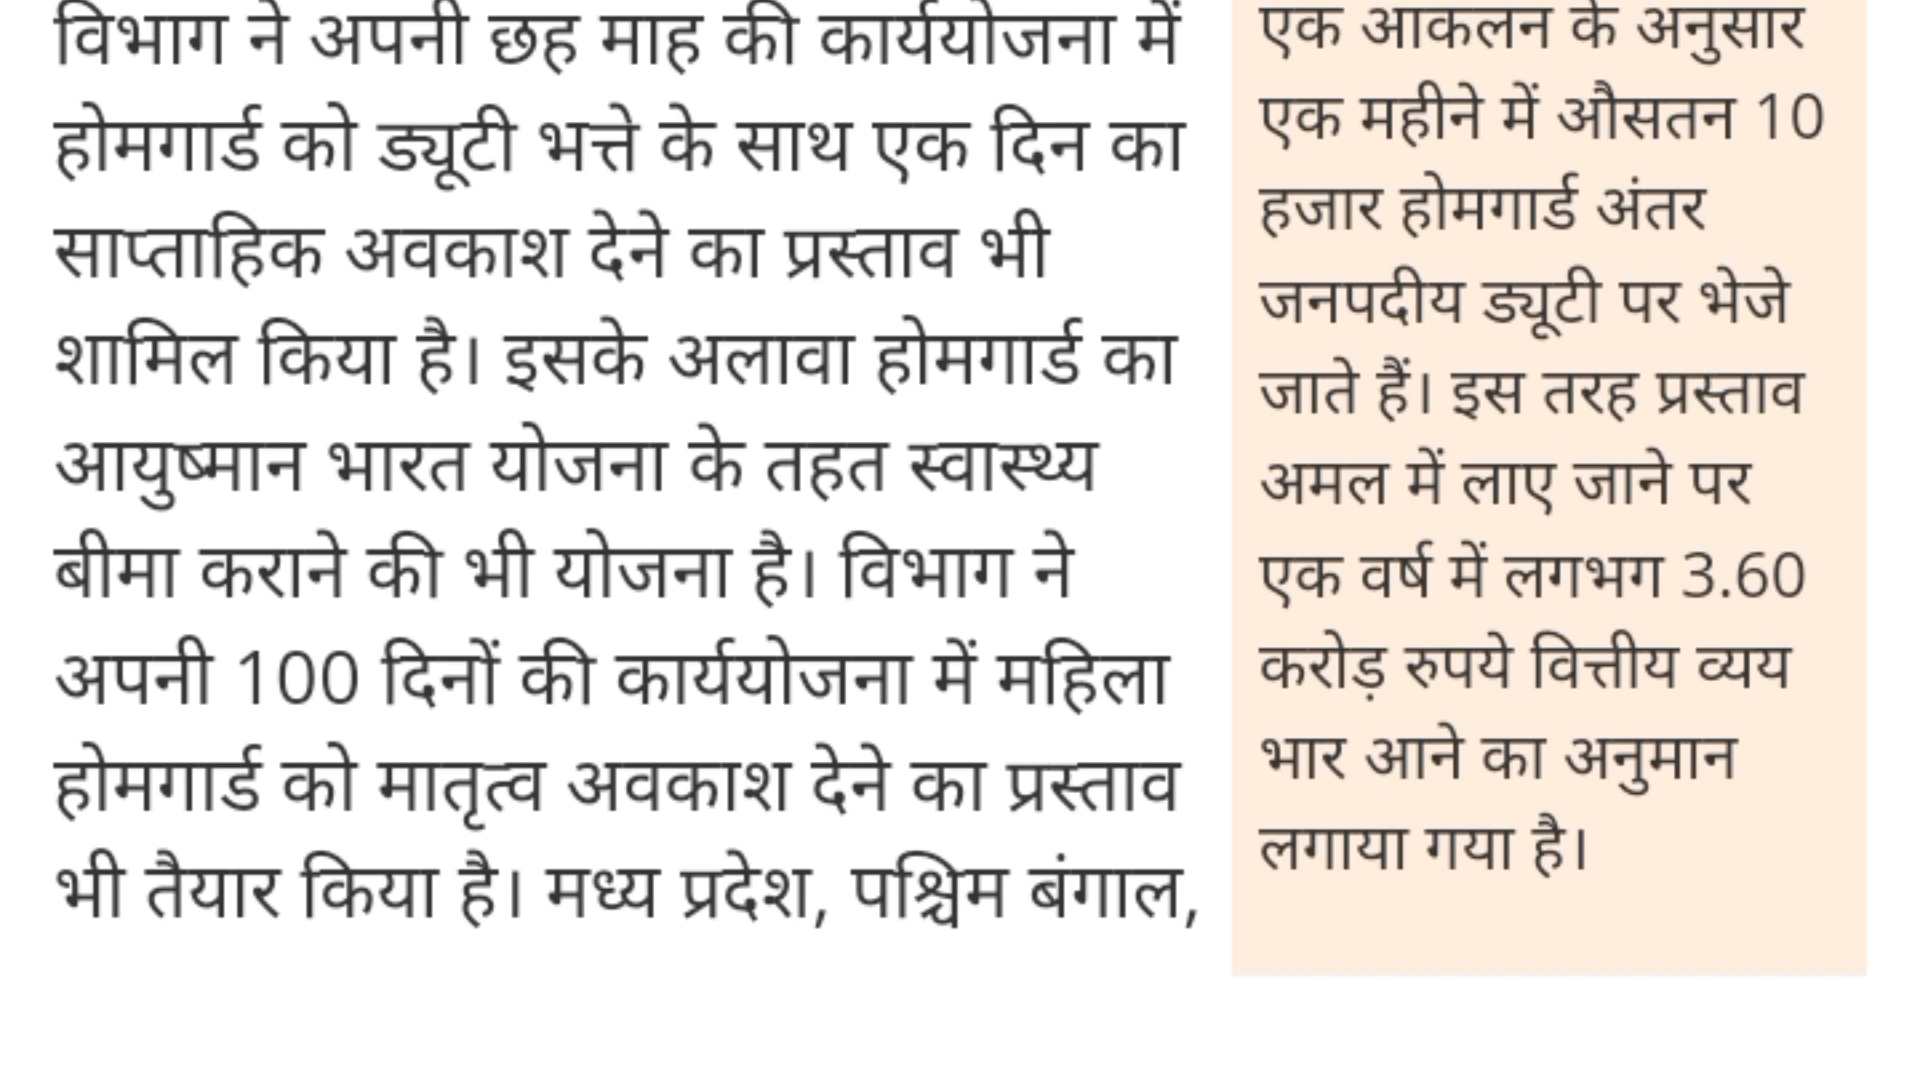 विभाग ने अपनी छह माह की कार्ययोजना में
होमगार्ड को ड्यूटी भत्ते के साथ एक दिन का
साप्ताहिक अवकाश देने का प्रस्ताव भी
शामिल किया है। इसके अलावा होमगार्ड का
आयुष्मान भारत योजना के तहत स्वास्थ्य
बीमा कराने की भी योजना है। विभाग ने
अपनी 100 दिनों की कार्ययोजना में महिला
होमगार्ड को मातृत्व अवकाश देने का प्रस्ताव
भी तैयार किया है। मध्य प्रदेश, पश्चिम बंगाल,
एक आकलन के अनुसार
एक महीने में औसतन 10
हजार होमगार्ड अंतर
जनपदीय ड्यूटी पर भेजे
जाते हैं। इस तरह प्रस्ताव
अमल में लाए जाने पर
एक वर्ष में लगभग 3.60
करोड़ रुपये वित्तीय व्यय
भार आने का अनुमान
लगाया गया है।